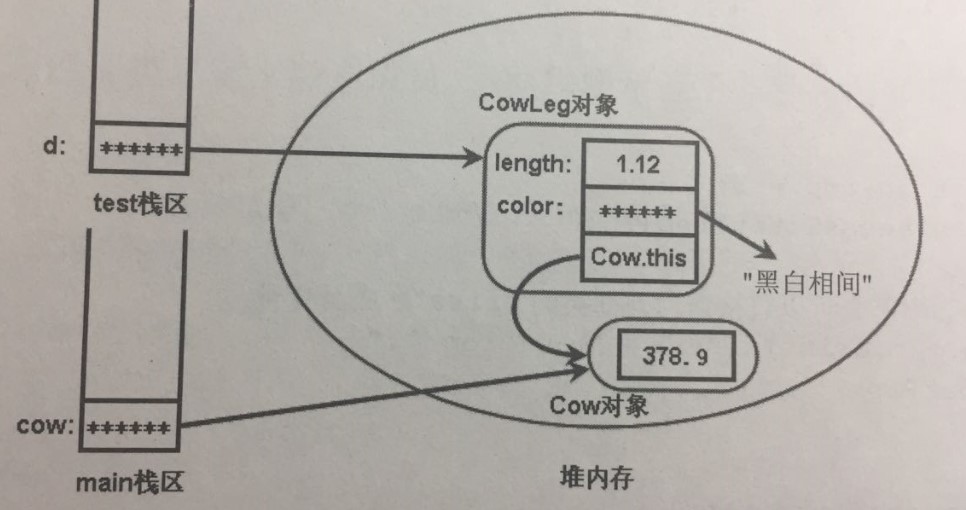 CowLeg对象
d: ******
length: 1.12
color: ******
Cow.this
test栈区
"黑白相间"
378.9
Cow对象
cow: ******
main栈区
堆内存